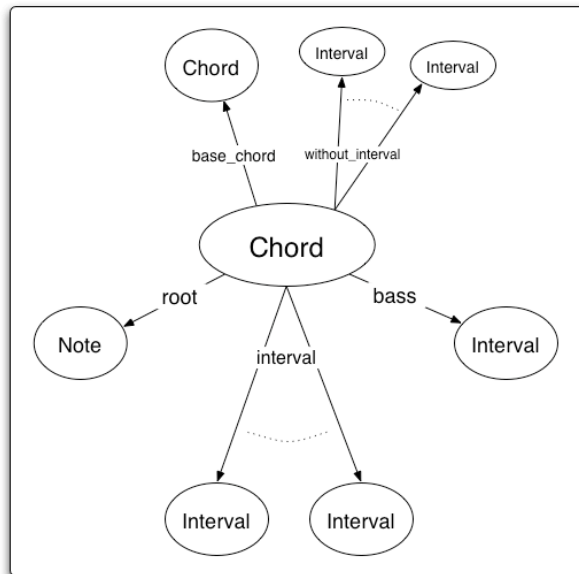 Interval
Chord
Interval
base_chord
without_interval
Chord
root
bass
Note
Interval
interval
Interval
Interval